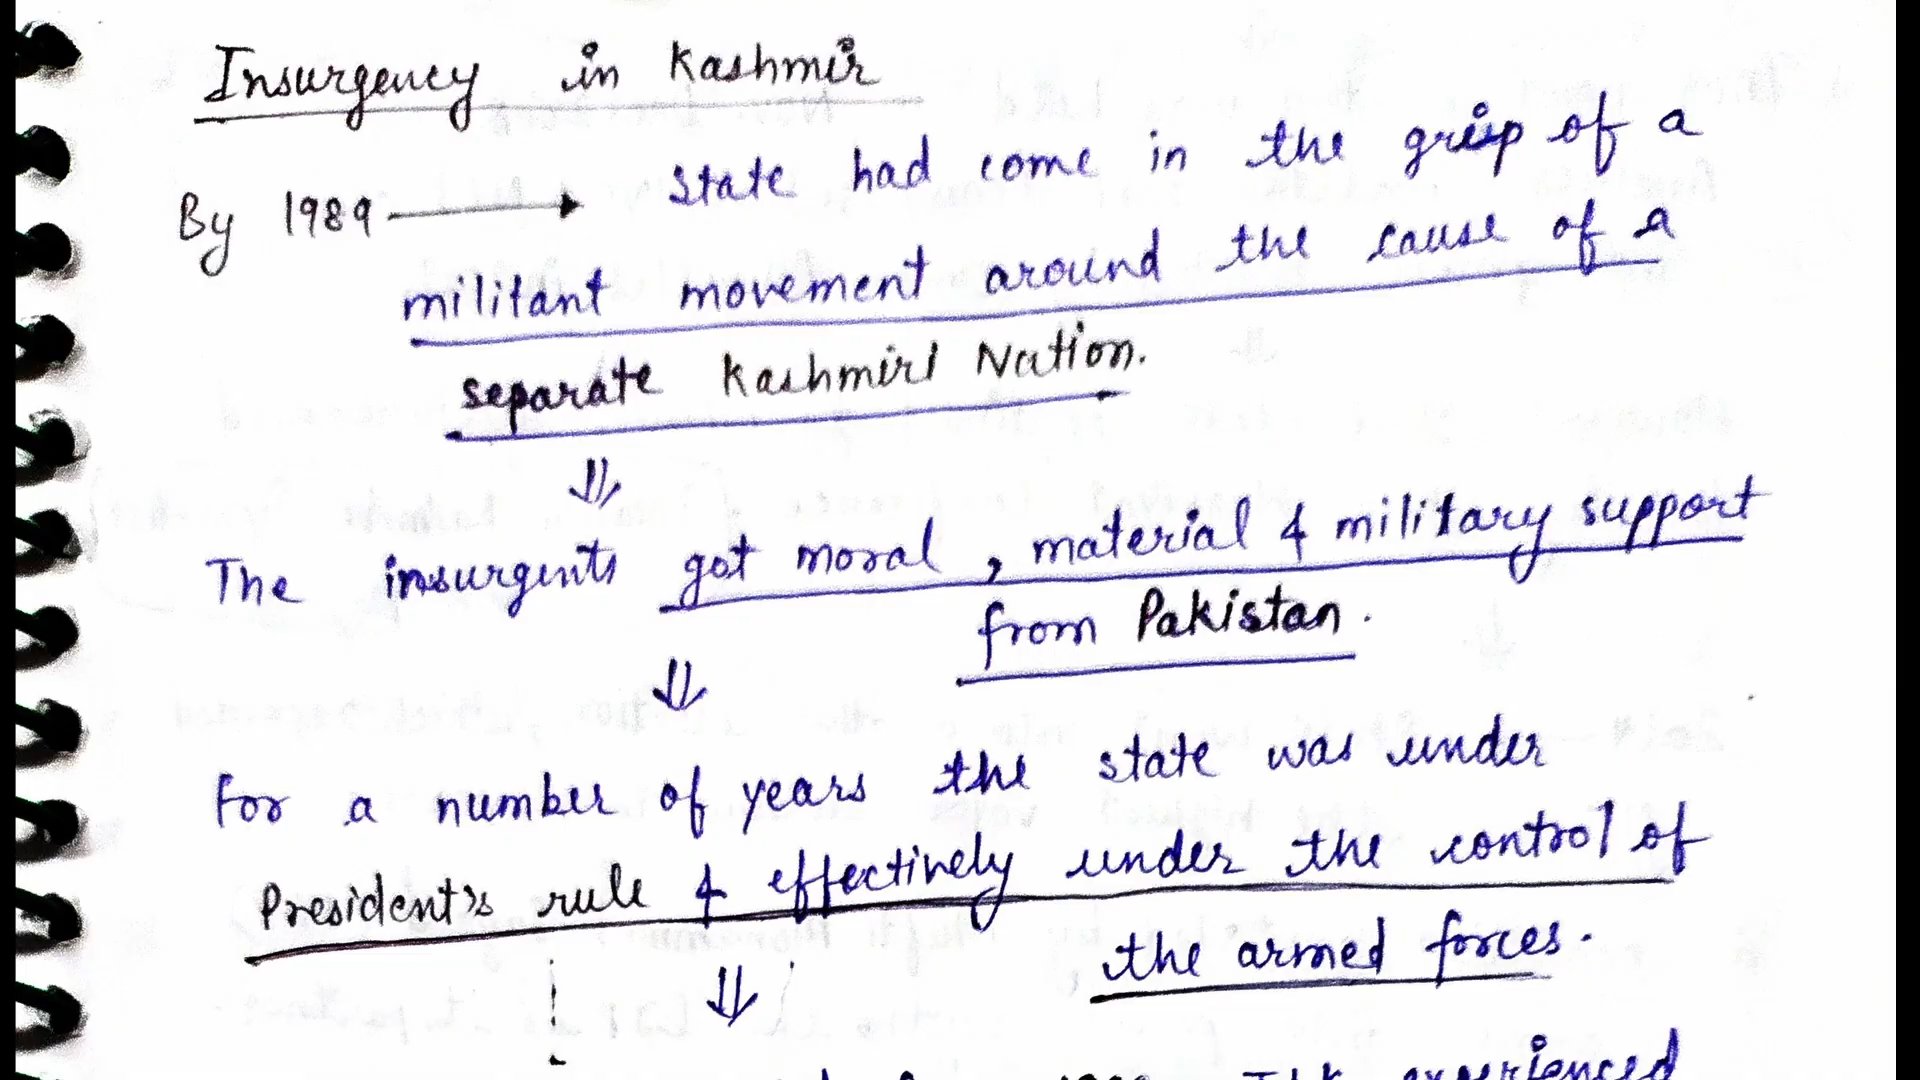 Insurgency in Kashmir
By 1989 → state had come in the grip of a
militant movement around the cause of a
separate Kashmiri Nation.
⇓
The insurgents got moral, material & military support
from Pakistan.
⇓
For a number of years the state was under
President's rule & effectively under the control of
the armed forces.
⇓
J&K experienced